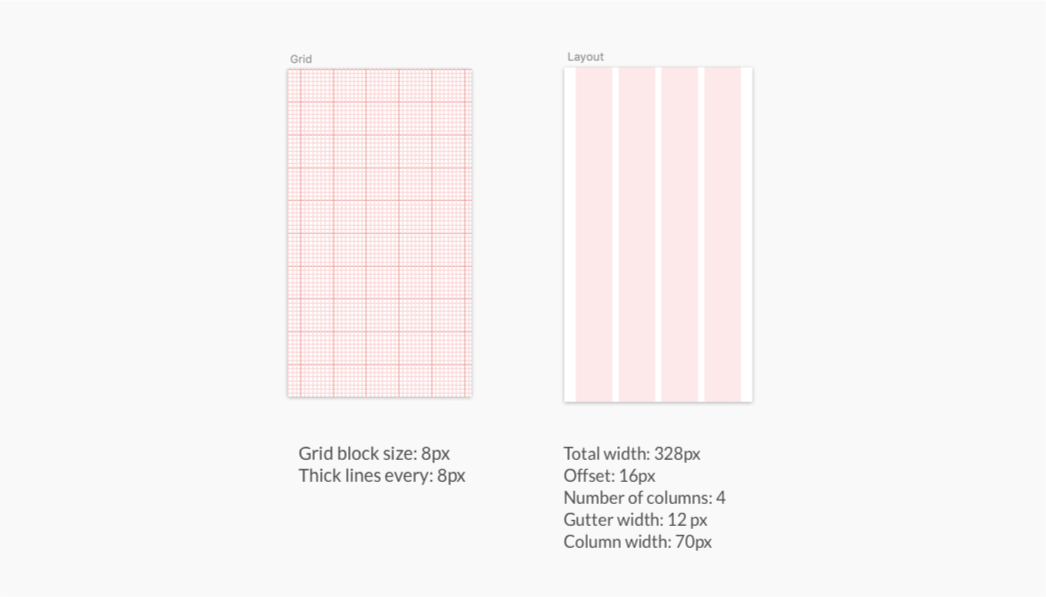 Grid
Layout
Grid block size: 8px
Thick lines every: 8px
Total width: 328px
Offset: 16px
Number of columns: 4
Gutter width: 12 px
Column width: 70px